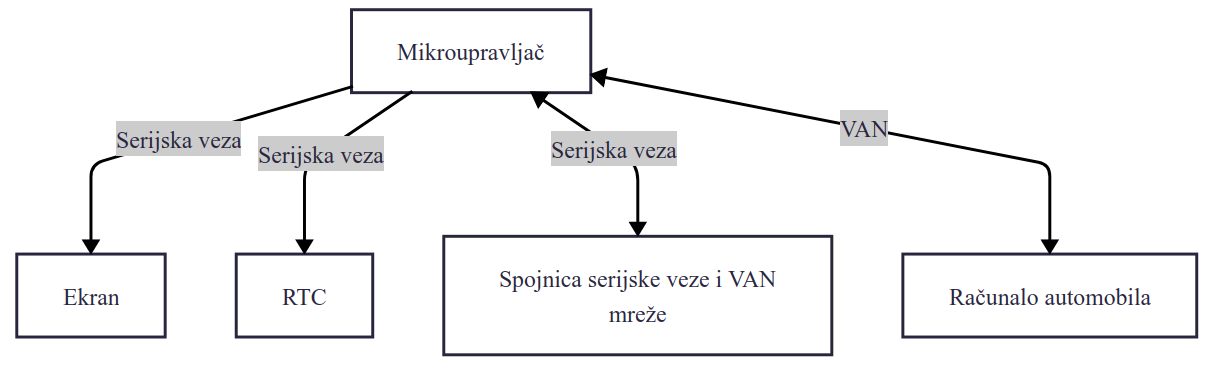 Mikroupravljač
Serijska veza
Serijska veza
Serijska veza
VAN
Ekran
RTC
Spojnica serijske veze i VAN
mreže
Računalo automobila